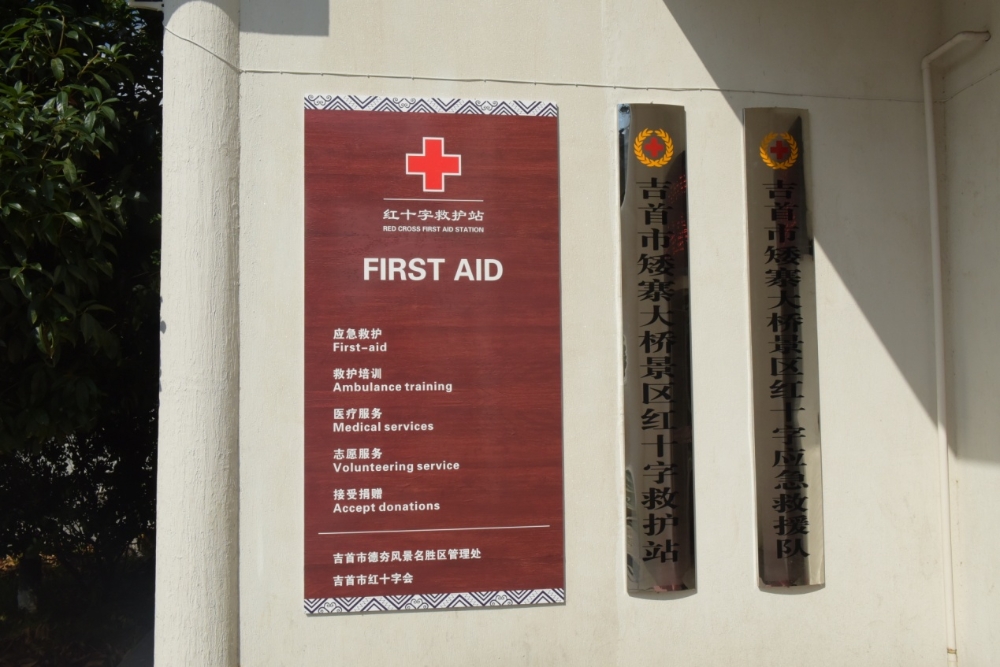 红十字救护站
RED CROSS FIRST AID STATION
FIRST AID
应急救护
First-aid
救护培训
Ambulance training
医疗服务
Medical services
志愿服务
Volunteering service
接受捐赠
Accept donations
吉首市德夯风景名胜区管理处
吉首市红十字会
吉首市矮寨大桥景区红十字救护站
吉首市矮寨大桥景区红十字应急救援队